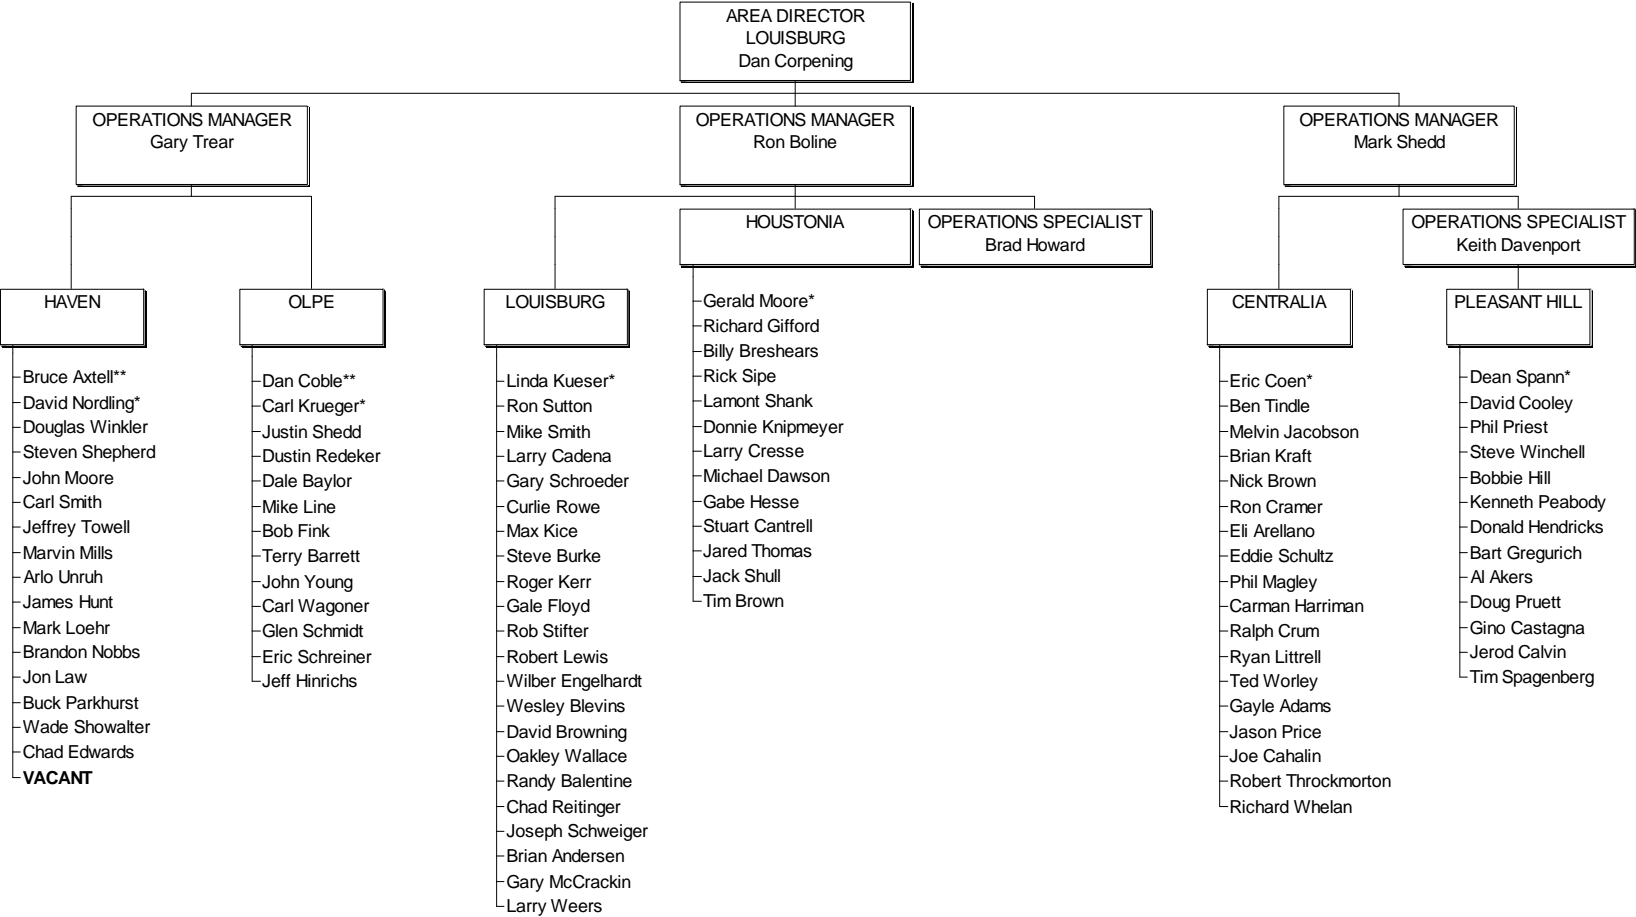 AREA DIRECTOR
LOUISBURG
Dan Corpening
OPERATIONS MANAGER
Gary Trear
OPERATIONS MANAGER
Ron Boline
OPERATIONS MANAGER
Mark Shedd
HAVEN
Bruce Axtell**
David Nordling*
Douglas Winkler
Steven Shepherd
John Moore
Carl Smith
Jeffrey Towell
Marvin Mills
Arlo Unruh
James Hunt
Mark Loehr
Brandon Nobbs
Jon Law
Buck Parkhurst
Wade Showalter
Chad Edwards
VACANT
OLPE
Dan Coble**
Carl Krueger*
Justin Shedd
Dustin Redeker
Dale Baylor
Mike Line
Bob Fink
Terry Barrett
John Young
Carl Wagoner
Glen Schmidt
Eric Schreiner
Jeff Hinrichs
LOUISBURG
Linda Kueser*
Ron Sutton
Mike Smith
Larry Cadena
Gary Schroeder
Curlie Rowe
Max Kice
Steve Burke
Roger Kerr
Gale Floyd
Rob Stifter
Robert Lewis
Wilber Engelhardt
Wesley Blevins
David Browning
Oakley Wallace
Randy Balentine
Chad Reitinger
Joseph Schweiger
Brian Andersen
Gary McCrackin
Larry Weers
HOUSTONIA
Gerald Moore*
Richard Gifford
Billy Breshears
Rick Sipe
Lamont Shank
Donnie Knipmeyer
Larry Cresse
Michael Dawson
Gabe Hesse
Stuart Cantrell
Jared Thomas
Jack Shull
Tim Brown
OPERATIONS SPECIALIST
Brad Howard
CENTRALIA
Eric Coen*
Ben Tindle
Melvin Jacobson
Brian Kraft
Nick Brown
Ron Cramer
Eli Arellano
Eddie Schultz
Phil Magley
Carman Harriman
Ralph Crum
Ryan Littrell
Ted Worley
Gayle Adams
Jason Price
Joe Cahalin
Robert Throckmorton
Richard Whelan
OPERATIONS SPECIALIST
Keith Davenport
PLEASANT HILL
Dean Spann*
David Cooley
Phil Priest
Steve Winchell
Bobbie Hill
Kenneth Peabody
Donald Hendricks
Bart Gregurich
Al Akers
Doug Pruett
Gino Castagna
Jerod Calvin
Tim Spagenberg